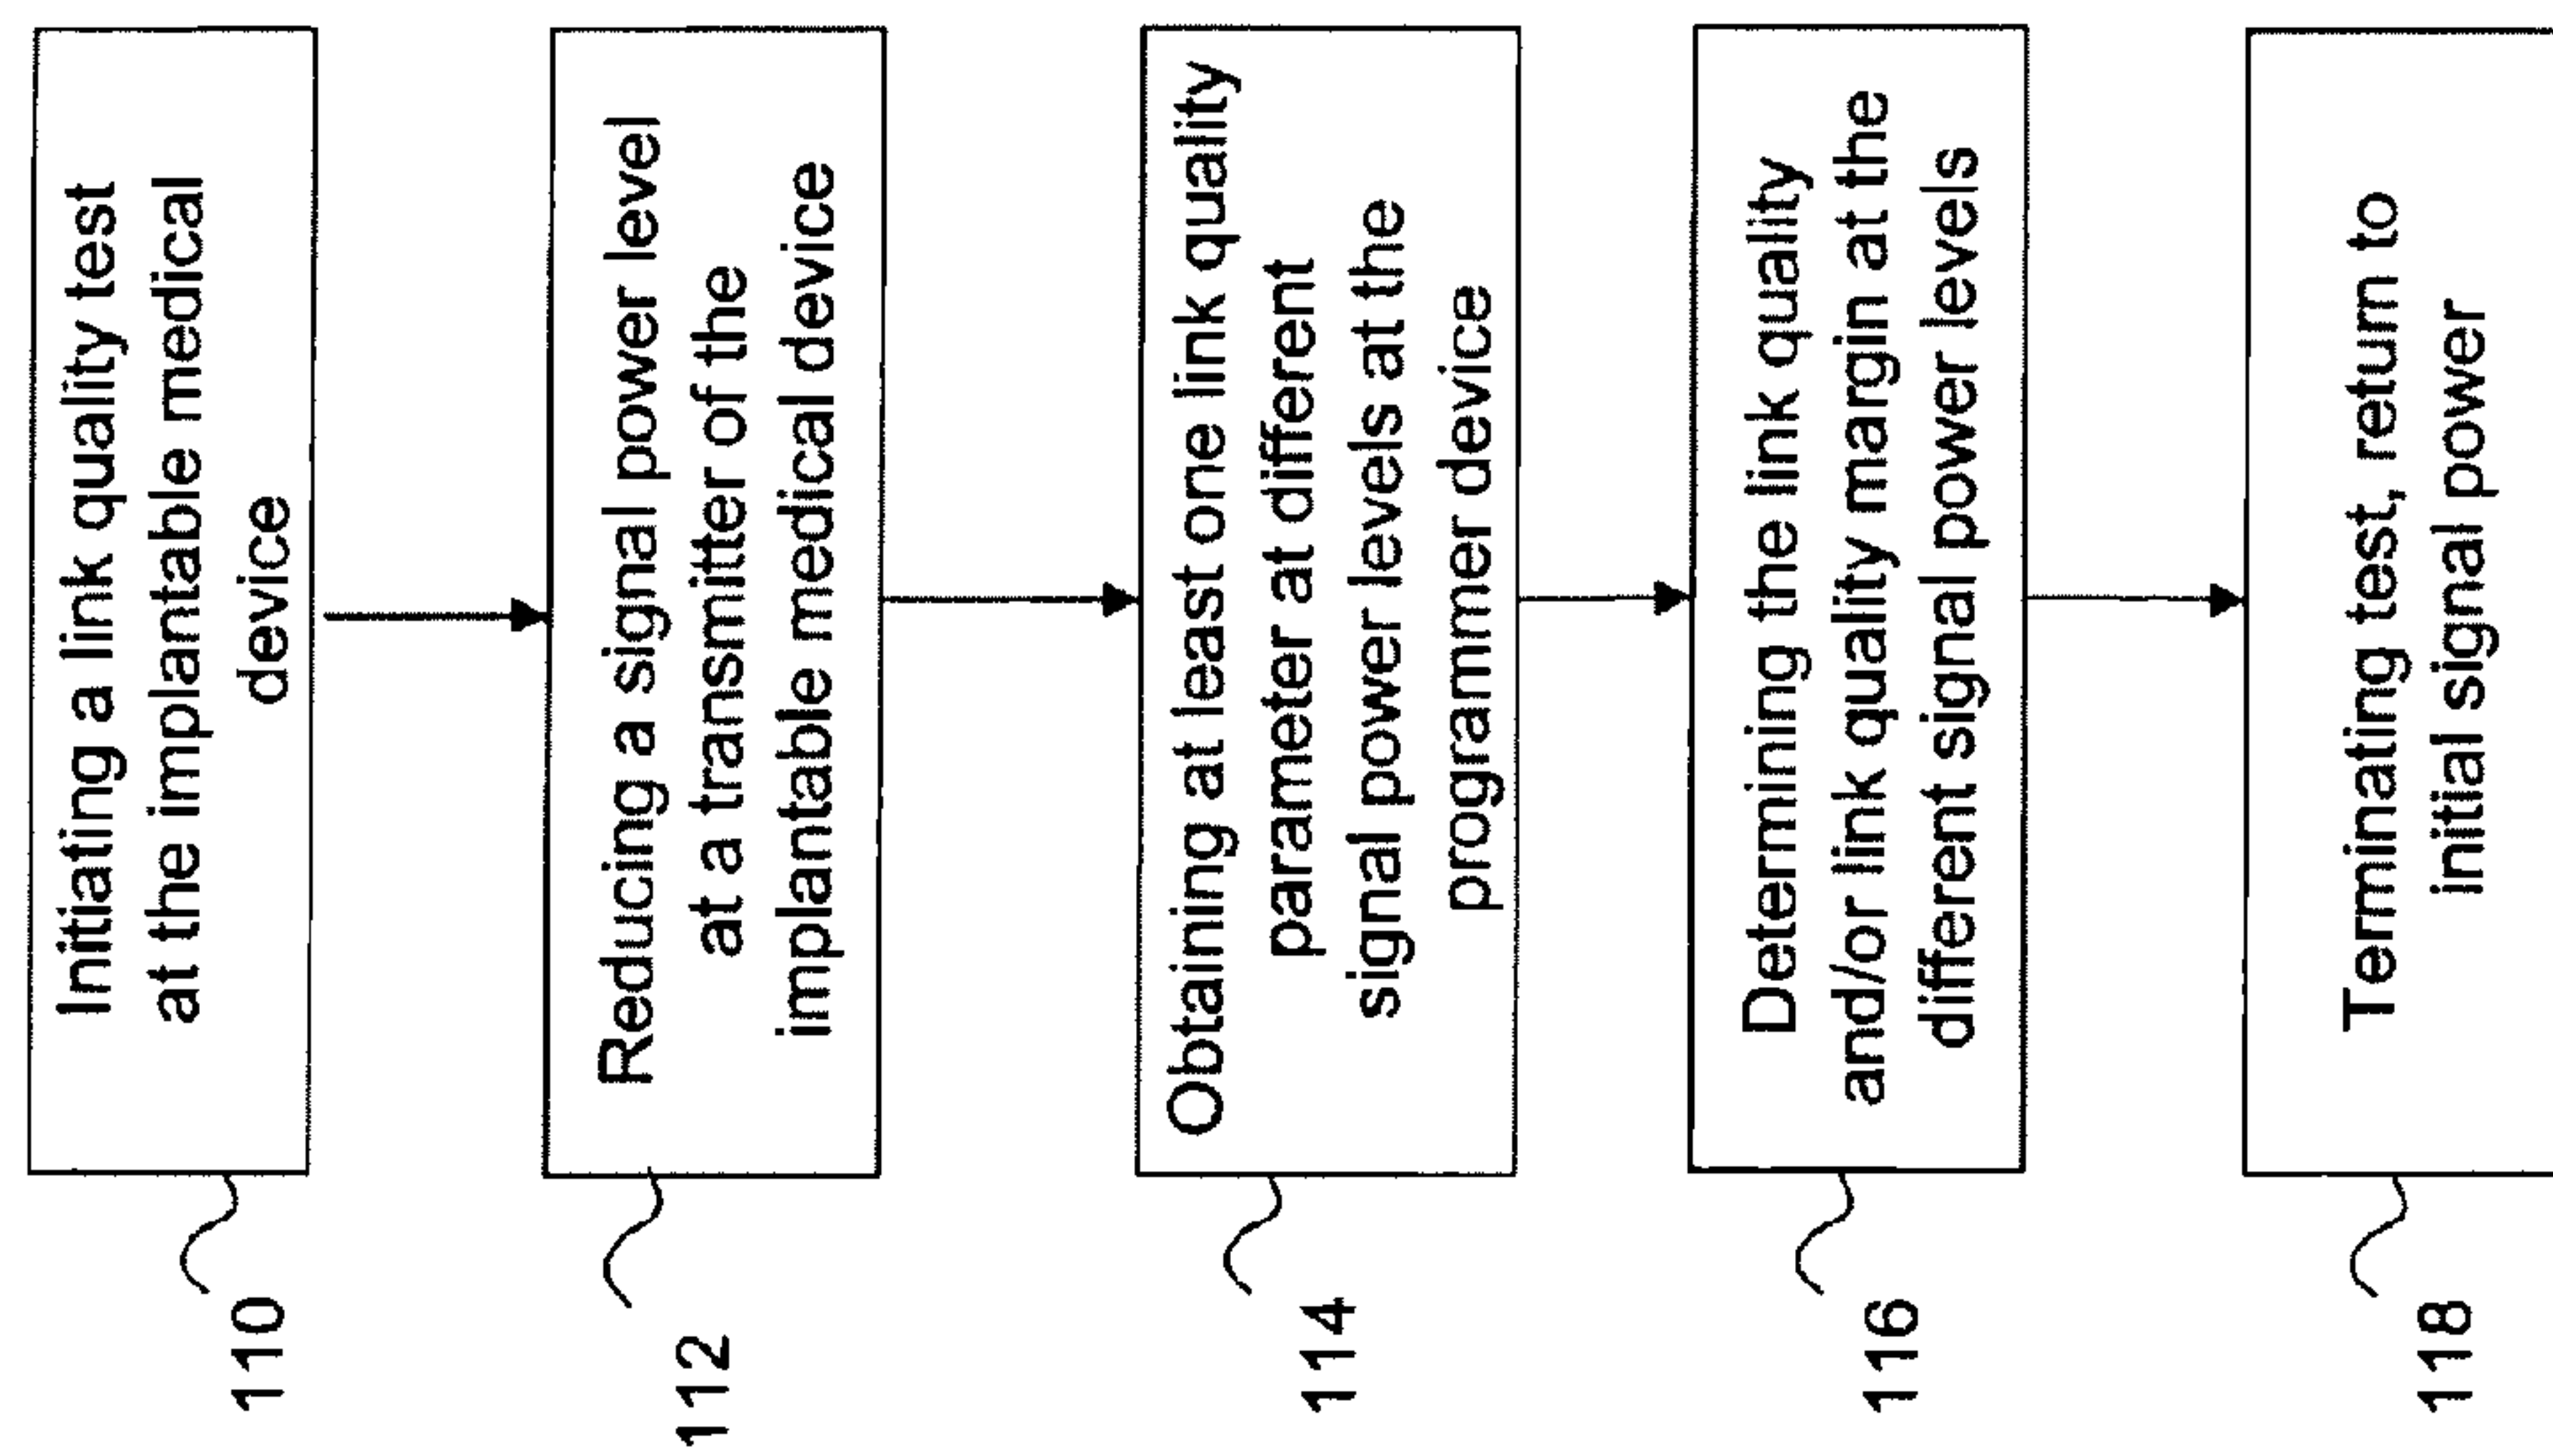 Initiating a link quality test
at the implantable medical
device
110
Reducing a signal power level
at a transmitter of the
implantable medical device
112
Obtaining at least one link quality
parameter at different
signal power levels at the
programmer device
114
Determining the link quality
and/or link quality margin at the
different signal power levels
116
Terminating test, return to
initial signal power
118